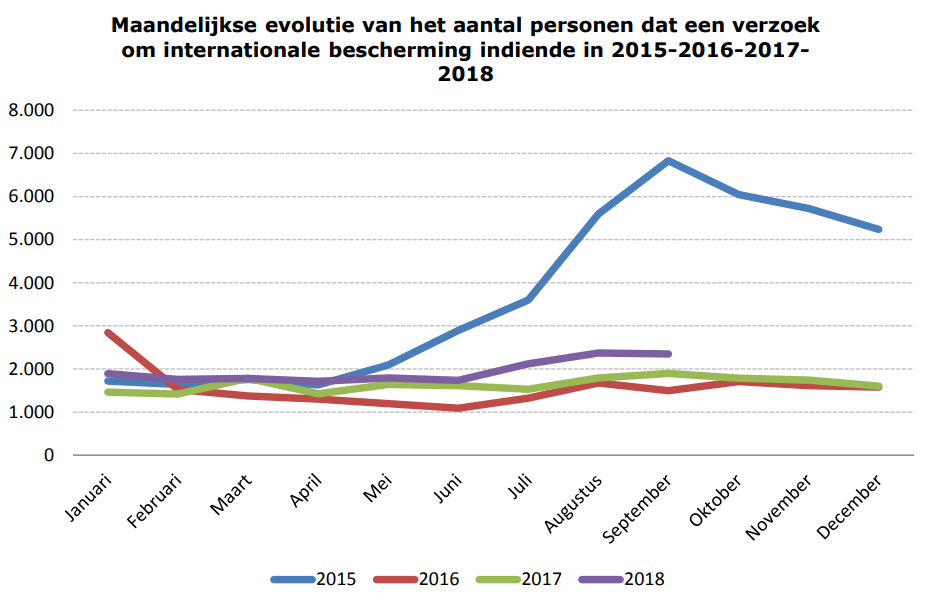 Maandelijkse evolutie van het aantal personen dat een verzoek
om internationale bescherming indiende in 2015-2016-2017-
2018
8.000
7.000
6.000
5.000
4.000
3.000
2.000
1.000
0
Januari
Februari
Maart
April
Mei
Juni
Juli
Augustus
September
Oktober
November
December
2015 2016 2017 2018